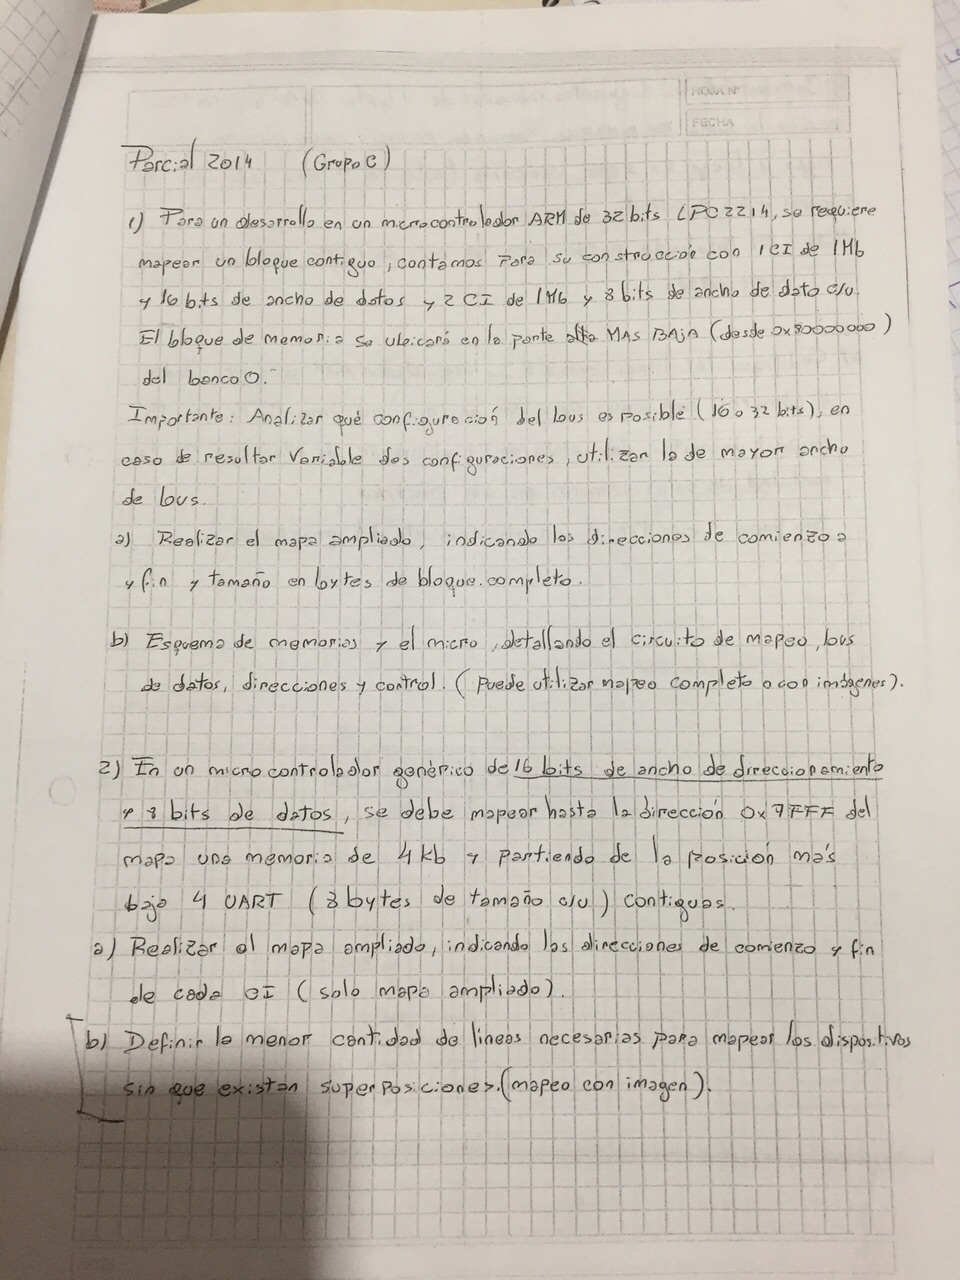 HOJA Nº
FECHA
Parcial 2014 (Grupo C)
1) Para un desarrollo en un microcontrolador ARM de 32 bits LPC2214, se requiere
mapear un bloque contiguo, contamos para su construcción con 1 CI de 1Mb
y 16 bits de ancho de datos y 2 CI de 1Mb y 8 bits de ancho de dato c/u.
El bloque de memoria se ubicará en la parte alta MAS BAJA (desde 0x80000000)
del banco 0.-
Importante: Analizar qué configuración del bus es posible (16 o 32 bits), en
caso de resultar Variable dos configuraciones, utilizar la de mayor ancho
de bus.
a) Realizar el mapa ampliado, indicando las direcciones de comienzo a
y fin y tamaño en bytes de bloque completo.
b) Esquema de memorias y el micro, detallando el circuito de mapeo, bus
de datos, direcciones y control. (Puede utilizar mapeo completo o con imágenes).
2) En un microcontrolador genérico de 16 bits de ancho de direccionamiento
y 8 bits de datos, se debe mapear hasta la dirección 0x7FFF del
mapa una memoria de 4 kb y partiendo de la posición más
baja 4 UART (8 bytes de tamaño c/u) contiguas.
a) Realizar el mapa ampliado, indicando las direcciones de comienzo y fin
de cada CI (solo mapa ampliado).
b) Definir la menor cantidad de lineas necesarias para mapear los dispositivos
sin que existan superposiciones. (mapeo con imagen).